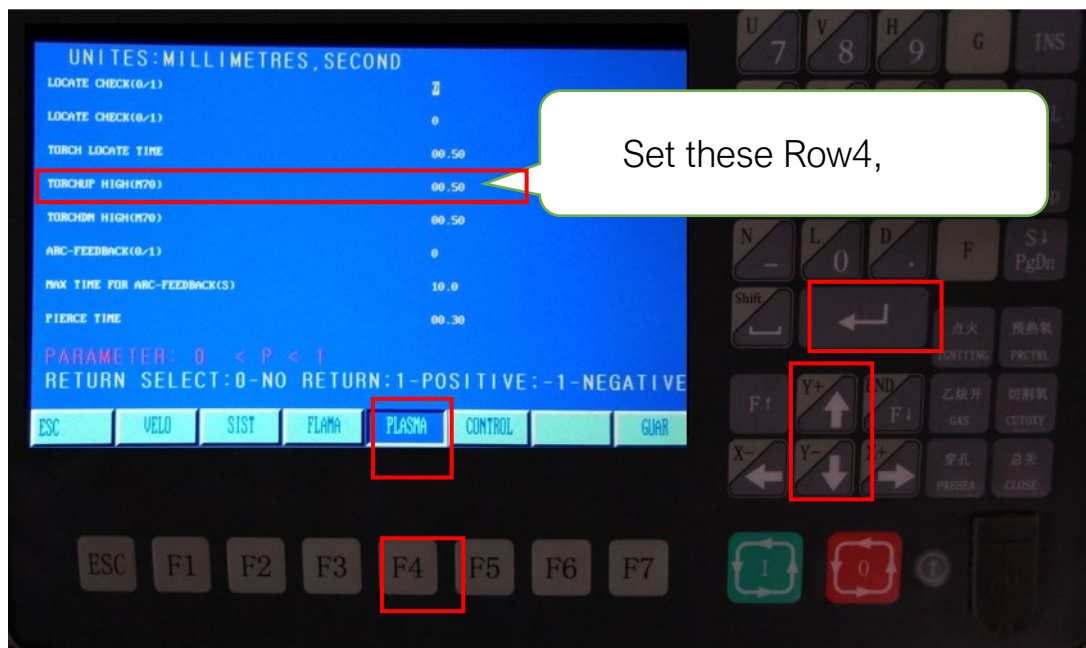 UNITES:MILLIMETRES,SECOND
LOCATE CHECK(0/1)
LOCATE CHECK(0/1) 0
TORCH LOCATE TIME 00.50
TORCHUP HIGH(M70) 00.50
TORCHDN HIGH(M70) 00.50
ARC-FEEDBACK(0/1) 0
MAX TIME FOR ARC-FEEDBACK(S) 10.0
PIERCE TIME 00.30
PARAMETER: 0 < P < 1
RETURN SELECT:0-NO RETURN:1-POSITIVE:-1-NEGATIVE
ESC VELO SIST FLAMA PLASMA CONTROL GUAR
Set these Row4,
U 7 V 8 H 9 G INS
N - L 0 D . F S↓ PgDn
Shift
点火 IGNITING 预热氧 PRCTRL
F↑ Y+ END F↓ 乙炔开 GAS 切割氧 CUTOXY
X- Y- X+ 穿孔 PREHEA 总关 CLOSE
ESC F1 F2 F3 F4 F5 F6 F7 I 0